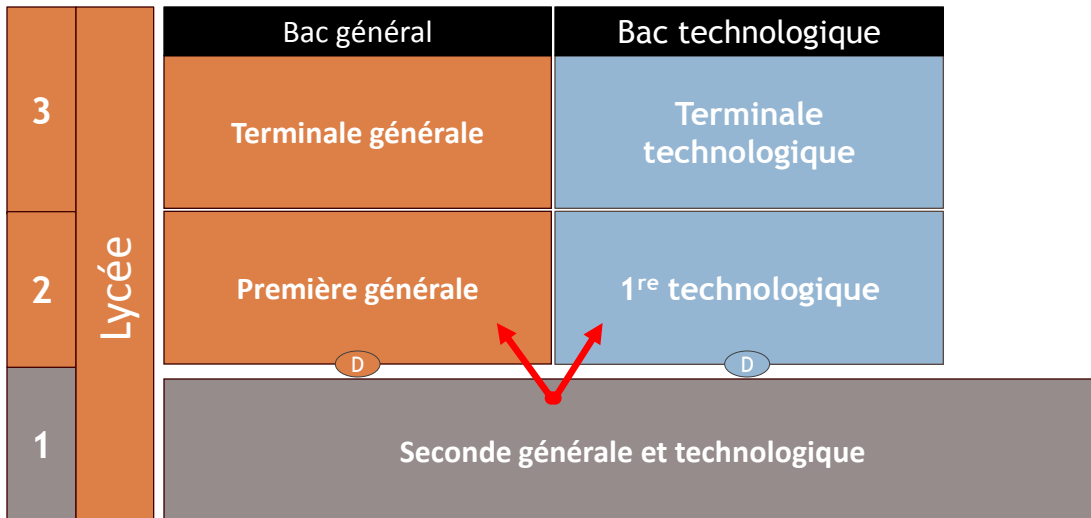 Bac général
Bac technologique
3
Lycée
Terminale générale
Terminale
technologique
2
Première générale
1re technologique
D
D
1
Seconde générale et technologique